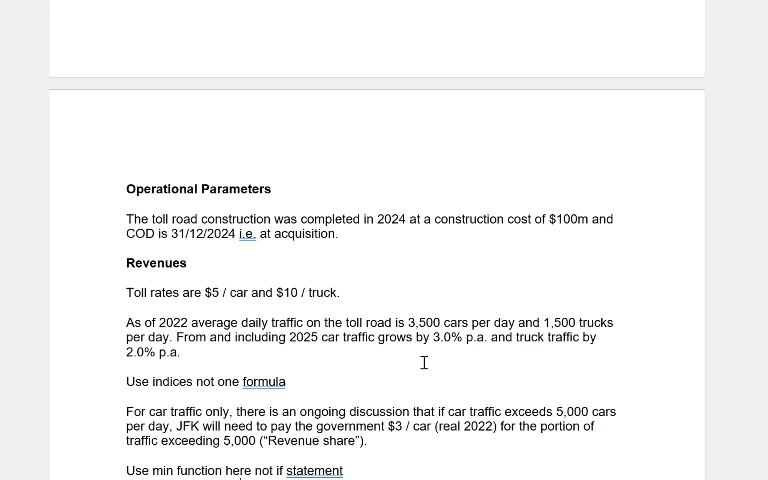 Operational Parameters
The toll road construction was completed in 2024 at a construction cost of $100m and
COD is 31/12/2024 i.e. at acquisition.
Revenues
Toll rates are $5 / car and $10 / truck.
As of 2022 average daily traffic on the toll road is 3,500 cars per day and 1,500 trucks
per day. From and including 2025 car traffic grows by 3.0% p.a. and truck traffic by
2.0% p.a.
Use indices not one formula
For car traffic only, there is an ongoing discussion that if car traffic exceeds 5,000 cars
per day, JFK will need to pay the government $3 / car (real 2022) for the portion of
traffic exceeding 5,000 (“Revenue share”).
Use min function here not if statement